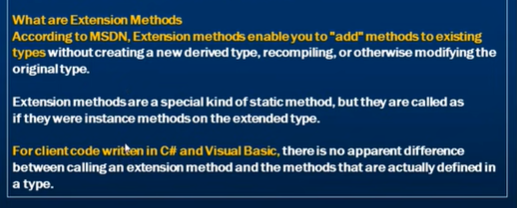 What are Extension Methods
According to MSDN, Extension methods enable you to "add" methods to existing
types without creating a new derived type, recompiling, or otherwise modifying the
original type.
Extension methods are a special kind of static method, but they are called as
if they were instance methods on the extended type.
For client code written in C# and Visual Basic, there is no apparent difference
between calling an extension method and the methods that are actually defined in
a type.